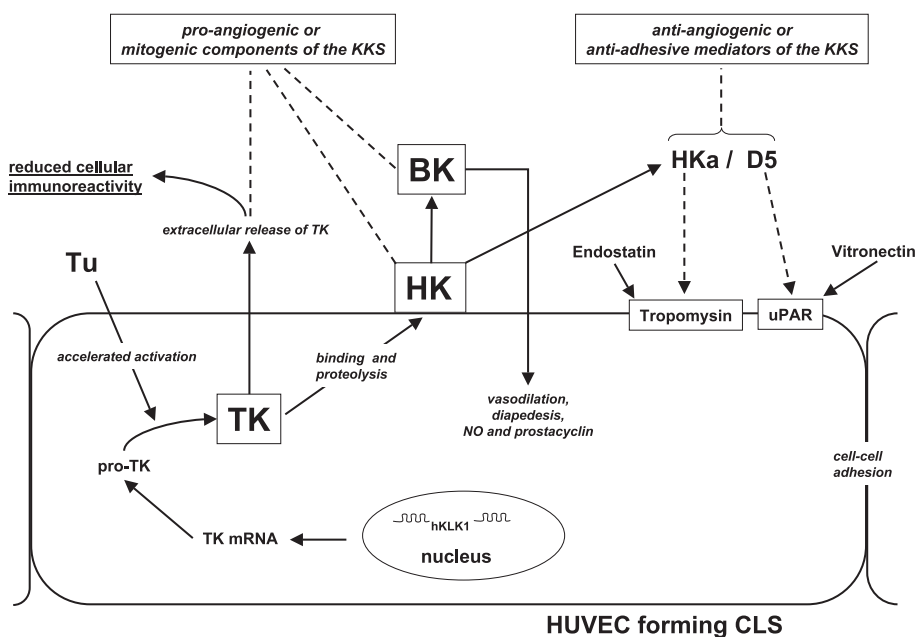 pro-angiogenic or
mitogenic components of the KKS
anti-angiogenic or
anti-adhesive mediators of the KKS
reduced cellular
immunoreactivity
BK
HKa / D5
extracellular release of TK
Tu
HK
Endostatin
Vitronectin
Tropomysin
uPAR
accelerated activation
binding and
proteolysis
TK
vasodilation,
diapedesis,
NO and prostacyclin
pro-TK
cell-cell
adhesion
TK mRNA
hKLK1
nucleus
HUVEC forming CLS